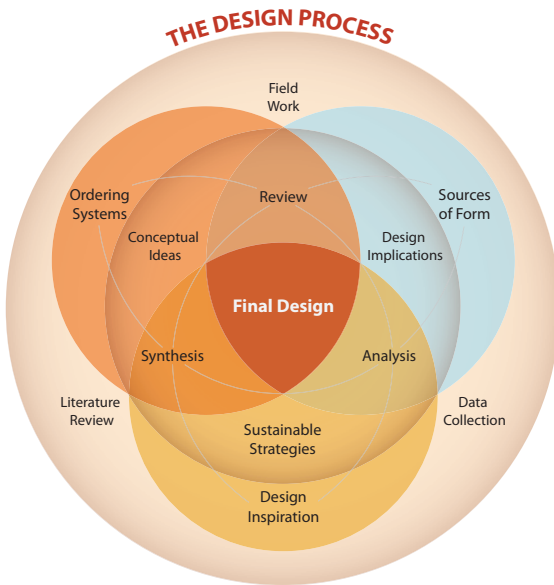 THE DESIGN PROCESS
Field
Work
Ordering
Systems
Review
Sources
of Form
Conceptual
Ideas
Design
Implications
Final Design
Synthesis
Analysis
Literature
Review
Data
Collection
Sustainable
Strategies
Design
Inspiration